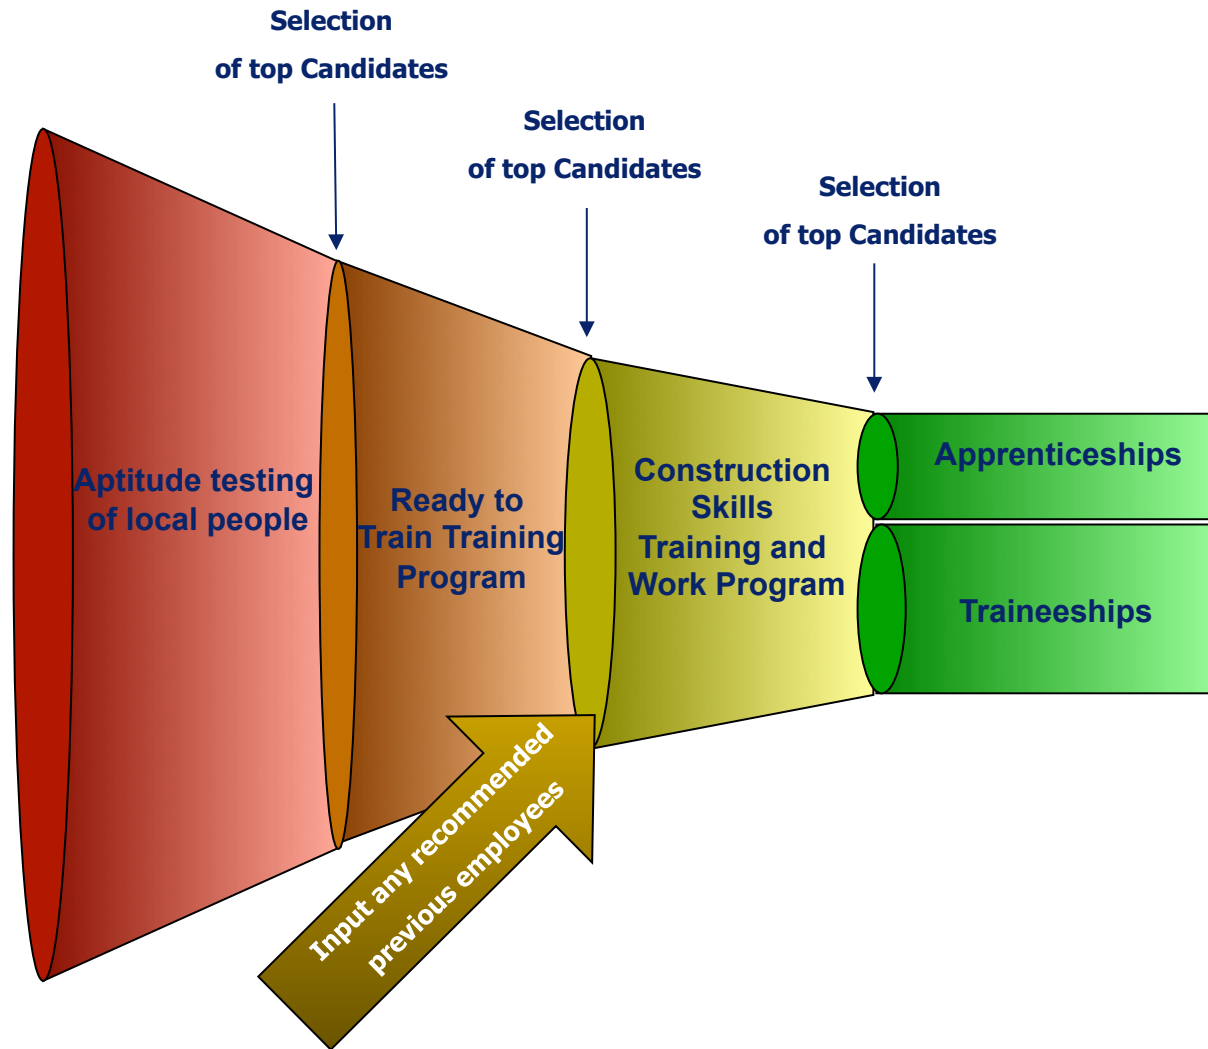 Selection
of top Candidates
Selection
of top Candidates
Selection
of top Candidates
Aptitude testing
of local people
Ready to
Train Training
Program
Construction
Skills
Training and
Work Program
Apprenticeships
Traineeships
Input any recommended
previous employees